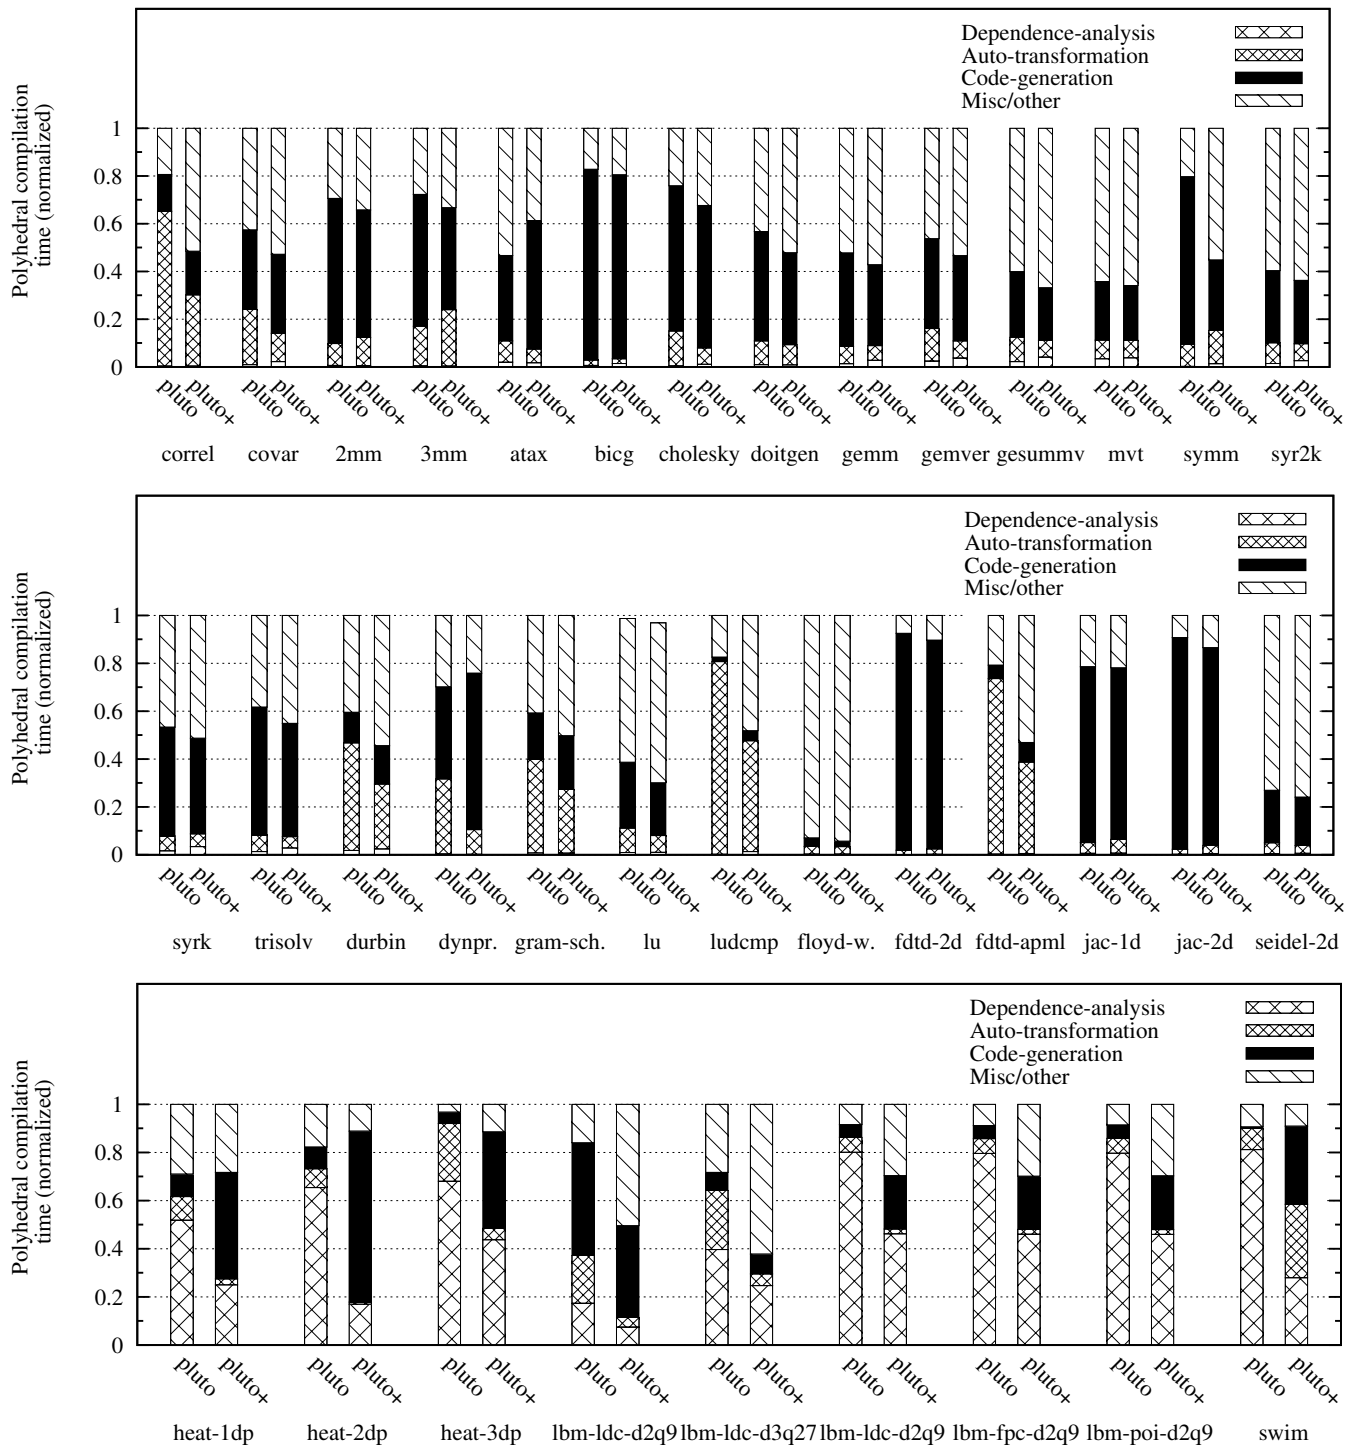 Dependence-analysis
Auto-transformation
Code-generation
Misc/other
Polyhedral compilation
time (normalized)
1
0.8
0.6
0.4
0.2
0
pluto pluto+ pluto pluto+ pluto pluto+ pluto pluto+ pluto pluto+ pluto pluto+ pluto pluto+ pluto pluto+ pluto pluto+ pluto pluto+ pluto pluto+ pluto pluto+ pluto pluto+ pluto pluto+
correl covar 2mm 3mm atax bicg cholesky doitgen gemm gemver gesummv mvt symm syr2k
Dependence-analysis
Auto-transformation
Code-generation
Misc/other
Polyhedral compilation
time (normalized)
1
0.8
0.6
0.4
0.2
0
pluto pluto+ pluto pluto+ pluto pluto+ pluto pluto+ pluto pluto+ pluto pluto+ pluto pluto+ pluto pluto+ pluto pluto+ pluto pluto+ pluto pluto+ pluto pluto+ pluto pluto+
syrk trisolv durbin dynpr. gram-sch. lu ludcmp floyd-w. fdtd-2d fdtd-apml jac-1d jac-2d seidel-2d
Dependence-analysis
Auto-transformation
Code-generation
Misc/other
Polyhedral compilation
time (normalized)
1
0.8
0.6
0.4
0.2
0
pluto pluto+ pluto pluto+ pluto pluto+ pluto pluto+ pluto pluto+ pluto pluto+ pluto pluto+ pluto pluto+ pluto pluto+
heat-1dp heat-2dp heat-3dp lbm-ldc-d2q9 lbm-ldc-d3q27 lbm-ldc-d2q9 lbm-fpc-d2q9 lbm-poi-d2q9 swim